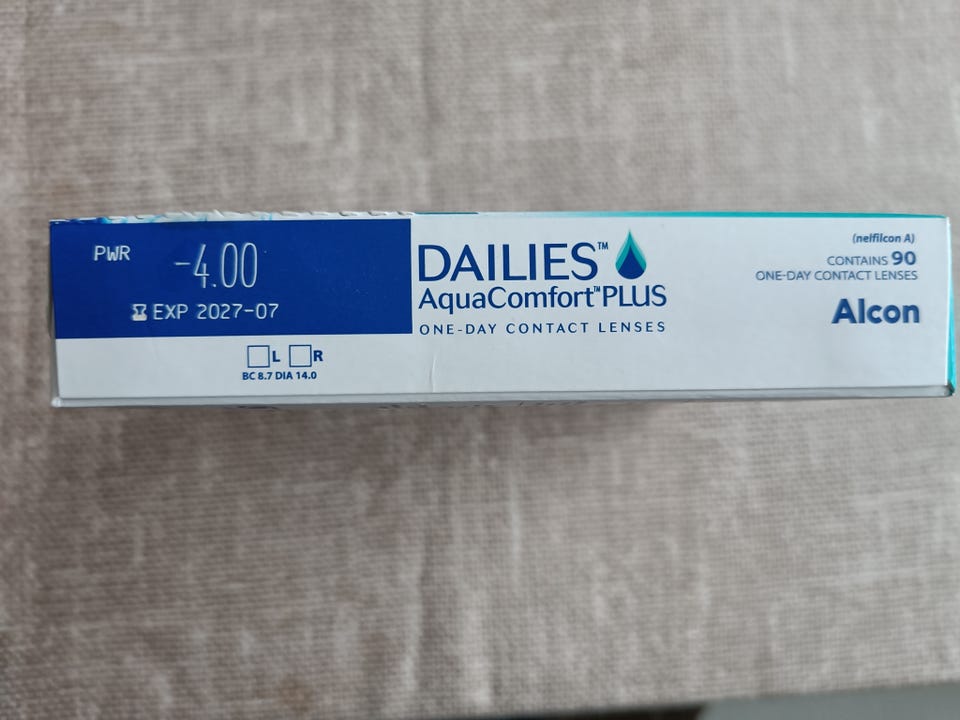 PWR -4.00
EXP 2027-07
L R
BC 8.7 DIA 14.0
DAILIES™
AquaComfort™PLUS
ONE-DAY CONTACT LENSES
(nelfilcon A)
CONTAINS 90
ONE-DAY CONTACT LENSES
Alcon